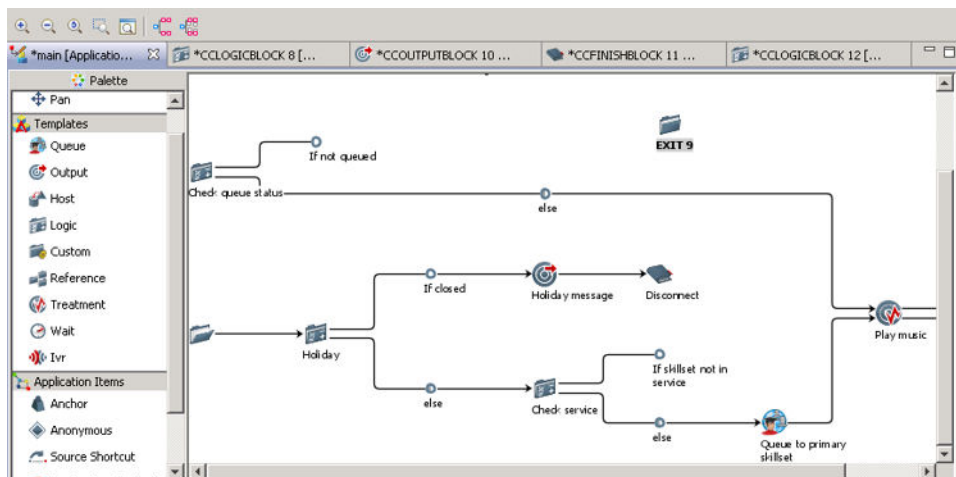 *main [Applicatio...
*CCLOGICBLOCK 8 [...
*CCOUTPUTBLOCK 10 ...
*CCFINISHBLOCK 11 ...
*CCLOGICBLOCK 12 [...
Palette
Pan
Templates
Queue
Output
Host
Logic
Custom
Reference
Treatment
Wait
Ivr
Application Items
Anchor
Anonymous
Source Shortcut
EXIT 9
If not queued
Check queue status
else
If closed
Holiday message
Disconnect
Holiday
Play music
If skillset not in
service
else
Check service
else
Queue to primary
skillset